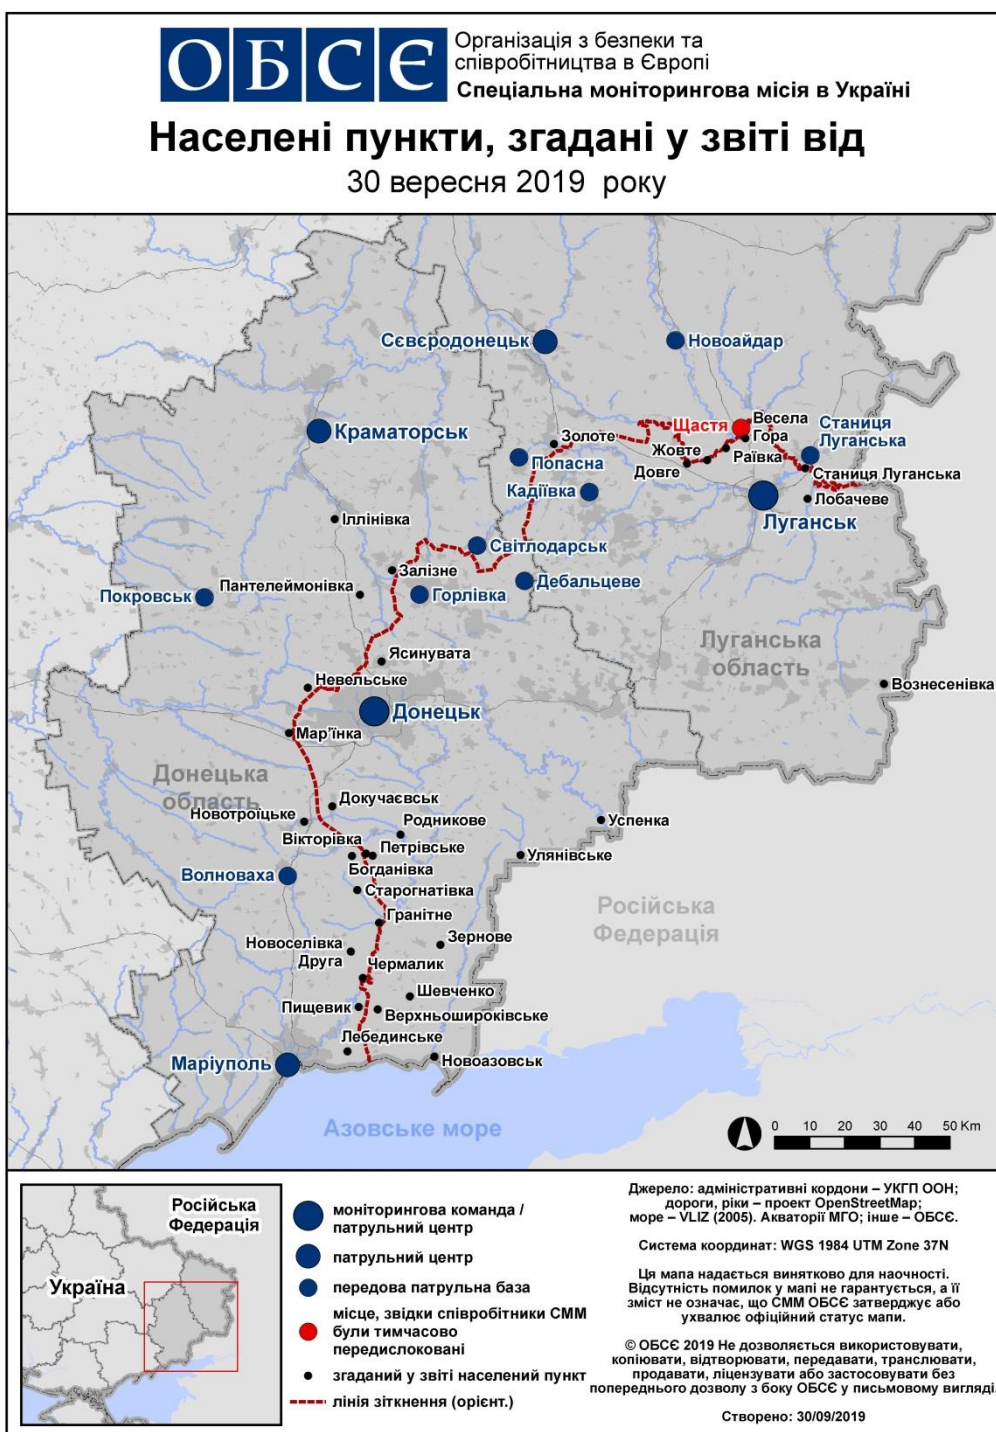 ОБСЄ
Організація з безпеки та
співробітництва в Європі
Спеціальна моніторингова місія в Україні
Населені пункти, згадані у звіті від
30 вересня 2019 року
Сєвєродонецьк
Новоайдар
Щастя
Весела
Гора
Станиця
Луганська
Краматорськ
Золоте
Жовте
Раївка
Попасна
Довге
Станиця Луганська
Кадіївка
Лобачеве
Луганськ
Іллінівка
Світлодарськ
Залізне
Дебальцеве
Пантелеймонівка
Покровськ
Горлівка
Луганська
область
Ясинувата
Невельське
Вознесенівка
Донецьк
Мар'їнка
Донецька
область
Докучаєвськ
Новотроїцьке
Родникове
Успенка
Вікторівка
Петрівське
Улянівське
Богданівка
Волноваха
Старогнатівка
Російська
Федерація
Гранітне
Новоселівка
Друга
Зернове
Чермалик
Шевченко
Пищевик
Верхньошироківське
Лебединське
Маріуполь
Новоазовськ
Азовське море
0 10 20 30 40 50 Km
Російська
Федерація
Україна
моніторингова команда /
патрульний центр
патрульний центр
передова патрульна база
місце, звідки співробітники СММ
були тимчасово
передислоковані
згаданий у звіті населений пункт
лінія зіткнення (орієнт.)
Джерело: адміністративні кордони – УКГП ООН;
дороги, ріки – проект OpenStreetMap;
море – VLIZ (2005). Акваторії МГО; інше – ОБСЄ.
Система координат: WGS 1984 UTM Zone 37N
Ця мапа надається винятково для наочності.
Відсутність помилок у мапі не гарантується, а її
зміст не означає, що СММ ОБСЄ затверджує або
ухвалює офіційний статус мапи.
© ОБСЄ 2019 Не дозволяється використовувати,
копіювати, відтворювати, передавати, транслювати,
продавати, ліцензувати або застосовувати без
попереднього дозволу з боку ОБСЄ у письмовому вигляді.
Створено: 30/09/2019